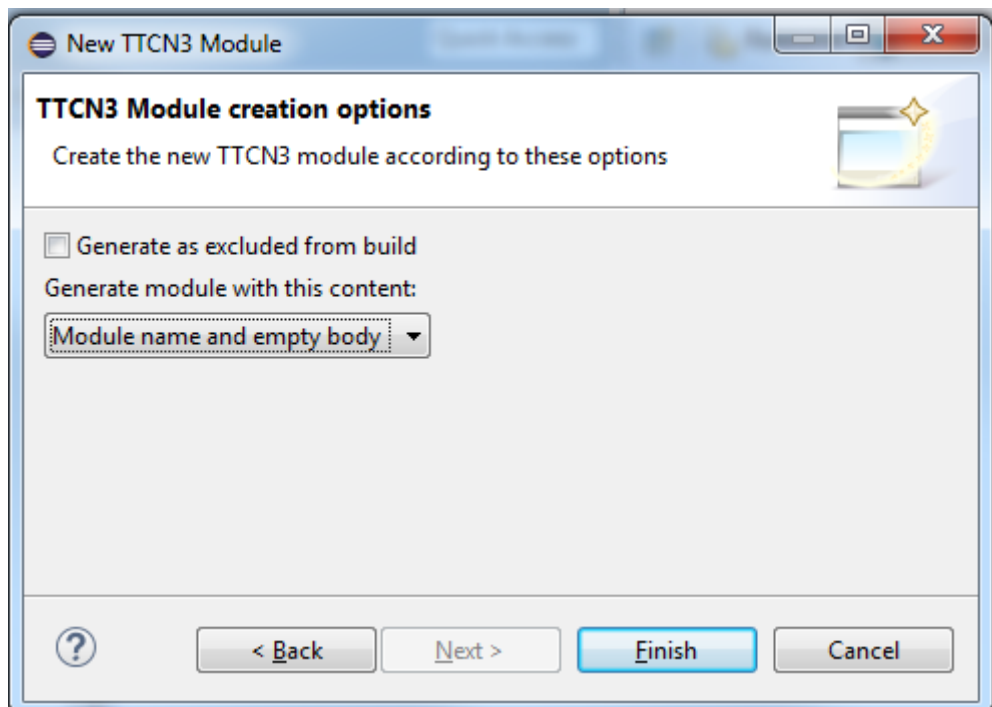 New TTCN3 Module
TTCN3 Module creation options
Create the new TTCN3 module according to these options
Generate as excluded from build
Generate module with this content:
Module name and empty body
< Back
Next >
Finish
Cancel